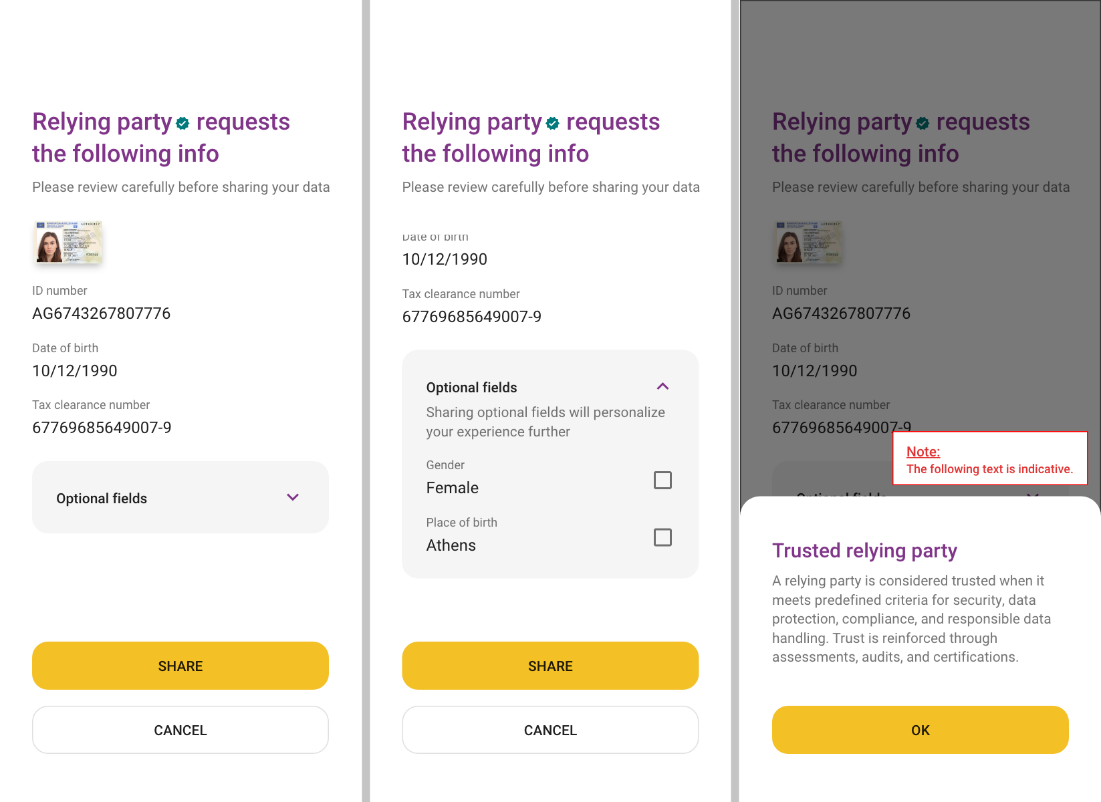 Relying party requests
the following info
Please review carefully before sharing your data
ID number
AG6743267807776
Date of birth
10/12/1990
Tax clearance number
67769685649007-9
Optional fields
SHARE
CANCEL
Relying party requests
the following info
Please review carefully before sharing your data
Date of birth
10/12/1990
Tax clearance number
67769685649007-9
Optional fields
Sharing optional fields will personalize
your experience further
Gender
Female
Place of birth
Athens
SHARE
CANCEL
Relying party requests
the following info
Please review carefully before sharing your data
ID number
AG6743267807776
Date of birth
10/12/1990
Tax clearance number
67769685649007-9
Note:
The following text is indicative.
Optional fields
Trusted relying party
A relying party is considered trusted when it
meets predefined criteria for security, data
protection, compliance, and responsible data
handling. Trust is reinforced through
assessments, audits, and certifications.
OK